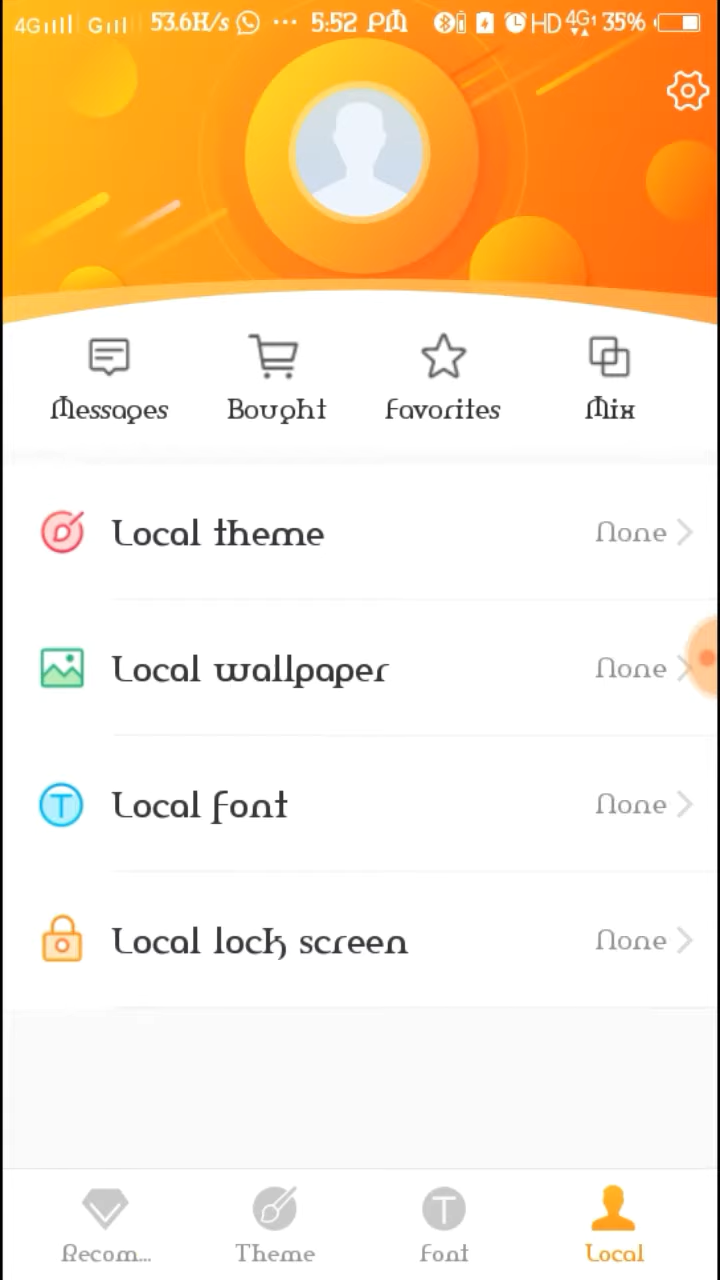 4G G 53.6K/s ... 5:52 PM HD 4G1 35%
Messages Bought Favorites Mix
Local theme None
Local wallpaper None
Local font None
Local lock screen None
Recom... Theme Font Local